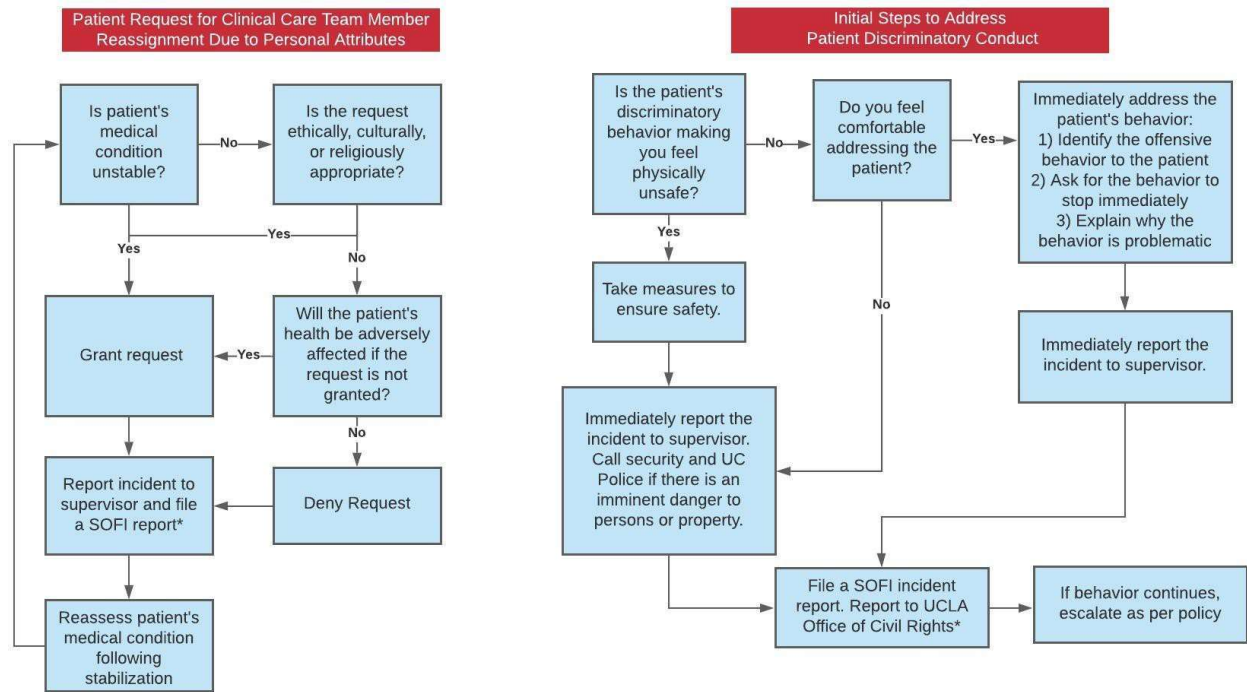 Patient Request for Clinical Care Team Member
Reassignment Due to Personal Attributes
Is patient's
medical
condition
unstable?
No
Is the request
ethically, culturally,
or religiously
appropriate?
Yes
Yes
No
Grant request
Yes
Will the patient's
health be adversely
affected if the
request is not
granted?
No
Report incident to
supervisor and file
a SOFI report*
Deny Request
Reassess patient's
medical condition
following
stabilization
Initial Steps to Address
Patient Discriminatory Conduct
Is the patient's
discriminatory
behavior making
you feel
physically
unsafe?
No
Do you feel
comfortable
addressing the
patient?
Yes
Immediately address the
patient's behavior:
1) Identify the offensive
behavior to the patient
2) Ask for the behavior to
stop immediately
3) Explain why the
behavior is problematic
Yes
Take measures to
ensure safety.
No
Immediately report the
incident to supervisor.
Immediately report the
incident to supervisor.
Call security and UC
Police if there is an
imminent danger to
persons or property.
File a SOFI incident
report. Report to UCLA
Office of Civil Rights*
If behavior continues,
escalate as per policy